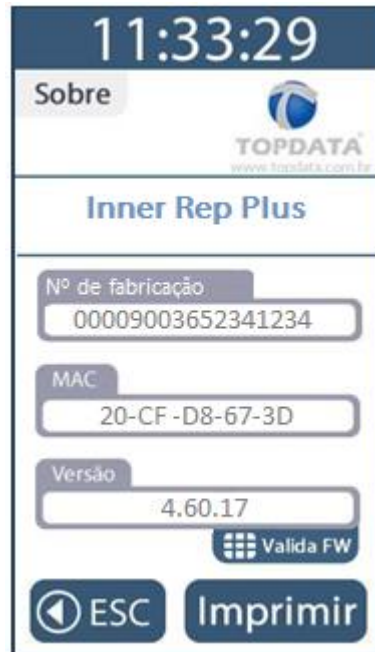 11:33:29
Sobre
TOPDATA
www.topdata.com.br
Inner Rep Plus
Nº de fabricação
00009003652341234
MAC
20-CF -D8-67-3D
Versão
4.60.17
Valida FW
ESC
Imprimir